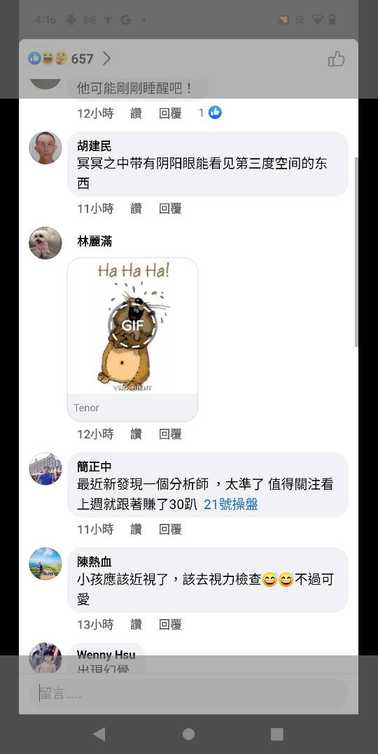 4:16
657
他可能剛剛睡醒吧！
12小時 讚 回覆 1
胡建民
冥冥之中带有阴阳眼能看见第三度空间的东
西
11小時 讚 回覆
林麗滿
Ha Ha Ha!
GIF
Tenor
12小時 讚 回覆
簡正中
最近新發現一個分析師 ，太準了 值得關注看
上週就跟著賺了30趴 21號操盤
11小時 讚 回覆
陳熱血
小孩應該近視了，該去視力檢查😅😅不過可
愛
13小時 讚 回覆
Wenny Hsu
出現幻覺
留言......